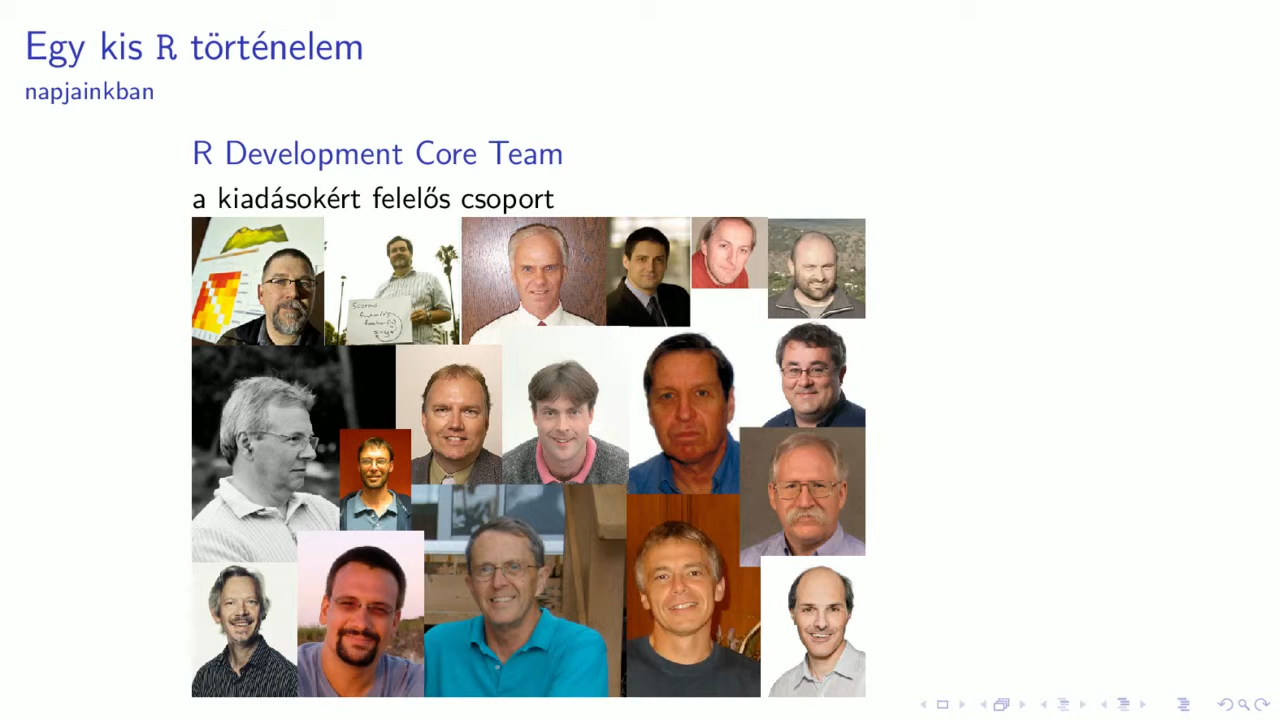 Egy kis R történelem
napjainkban
R Development Core Team
a kiadásokért felelős csoport